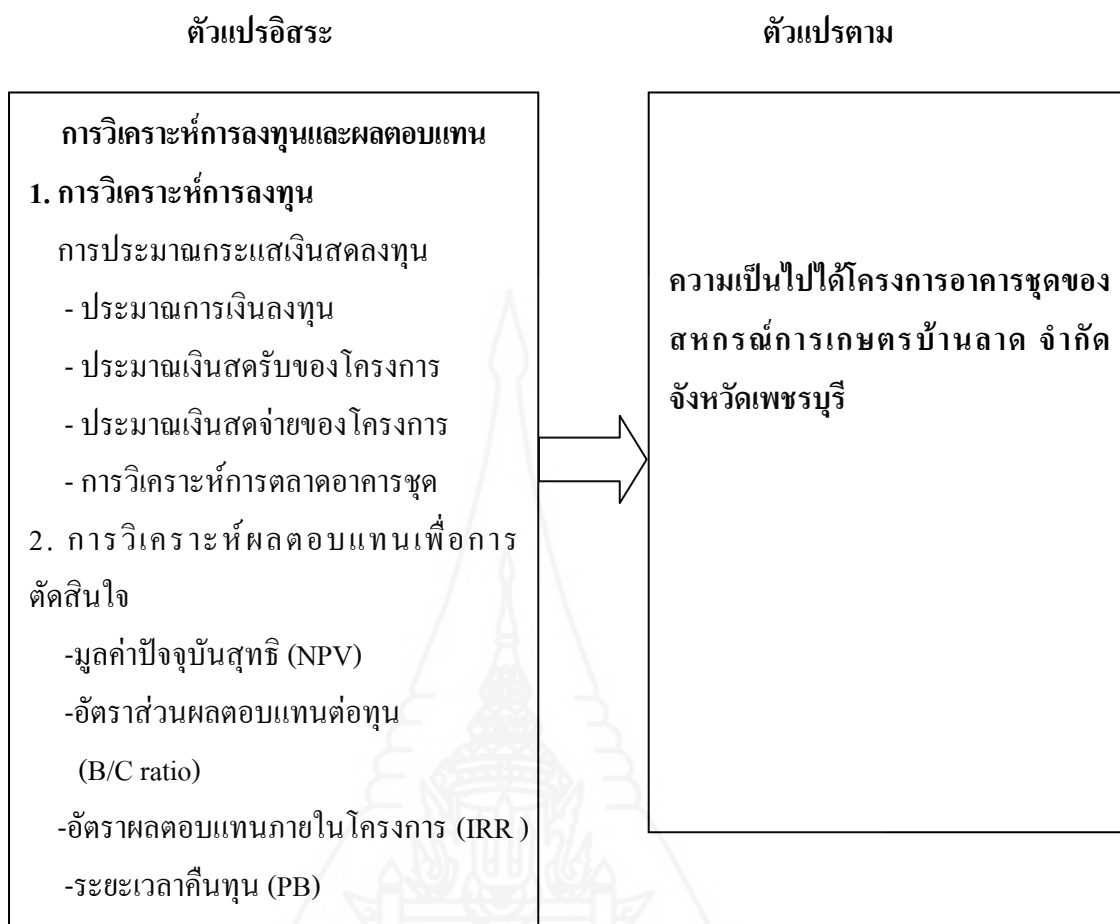 ตัวแปรอิสระ
ตัวแปรตาม
การวิเคราะห์การลงทุนและผลตอบแทน
1. การวิเคราะห์การลงทุน
การประมาณกระแสเงินสดลงทุน
- ประมาณการเงินลงทุน
- ประมาณเงินสดรับของโครงการ
- ประมาณเงินสดจ่ายของโครงการ
- การวิเคราะห์การตลาดอาคารชุด
2. การวิเคราะห์ผลตอบแทนเพื่อการ
ตัดสินใจ
-มูลค่าปัจจุบันสุทธิ (NPV)
-อัตราส่วนผลตอบแทนต่อทุน
(B/C ratio)
-อัตราผลตอบแทนภายในโครงการ (IRR )
-ระยะเวลาคืนทุน (PB)
ความเป็นไปได้โครงการอาคารชุดของ
สหกรณ์การเกษตรบ้านลาด จำกัด
จังหวัดเพชรบุรี